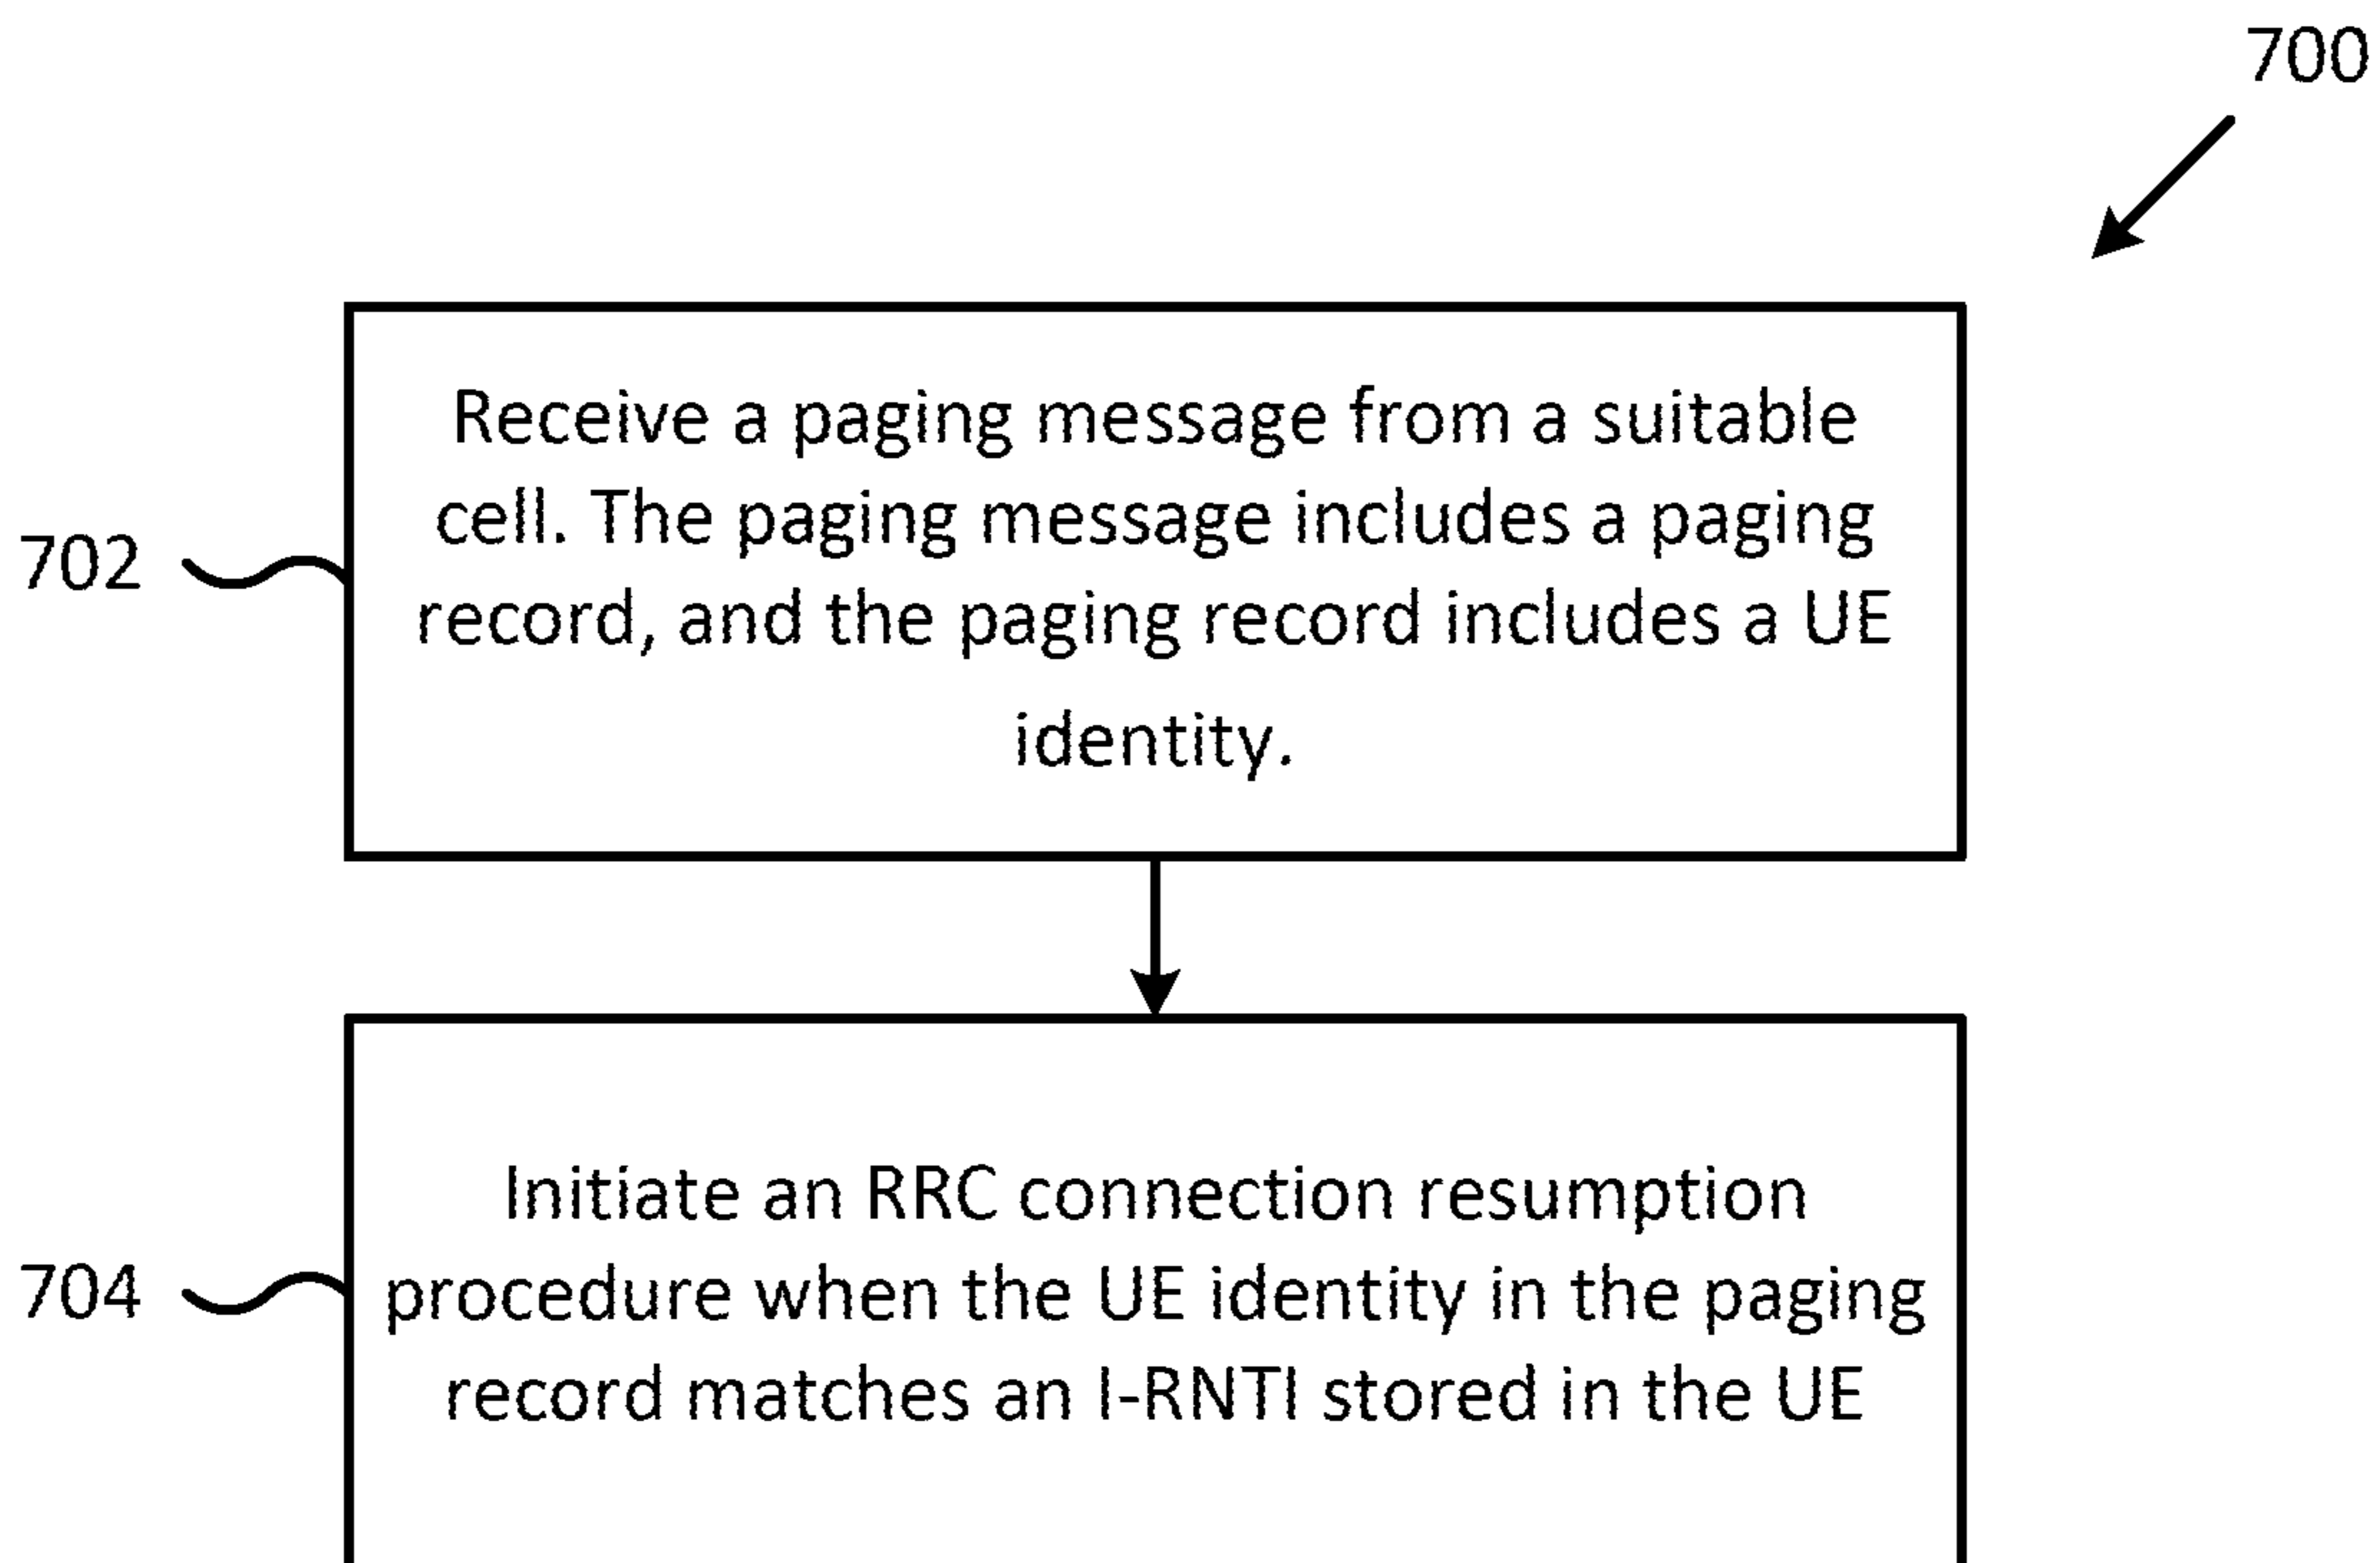 700
Receive a paging message from a suitable
cell. The paging message includes a paging
702
record, and the paging record includes a UE
identity.
Initiate an RRC connection resumption
704
procedure when the UE identity in the paging
record matches an I-RNTI stored in the UE